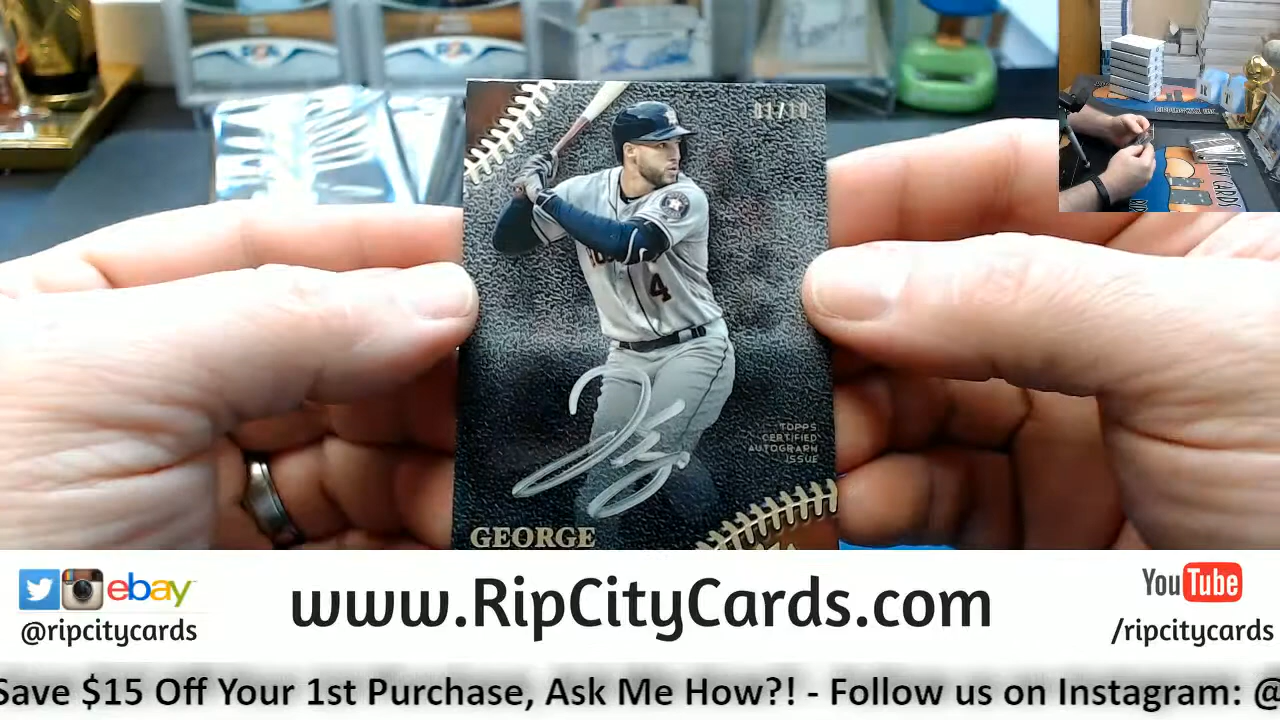 01/10
4
TOPPS
CERTIFIED
AUTOGRAPH
ISSUE
GEORGE
ebay
@ripcitycards
www.RipCityCards.com
YouTube
/ripcitycards
Save $15 Off Your 1st Purchase, Ask Me How?! - Follow us on Instagram: @